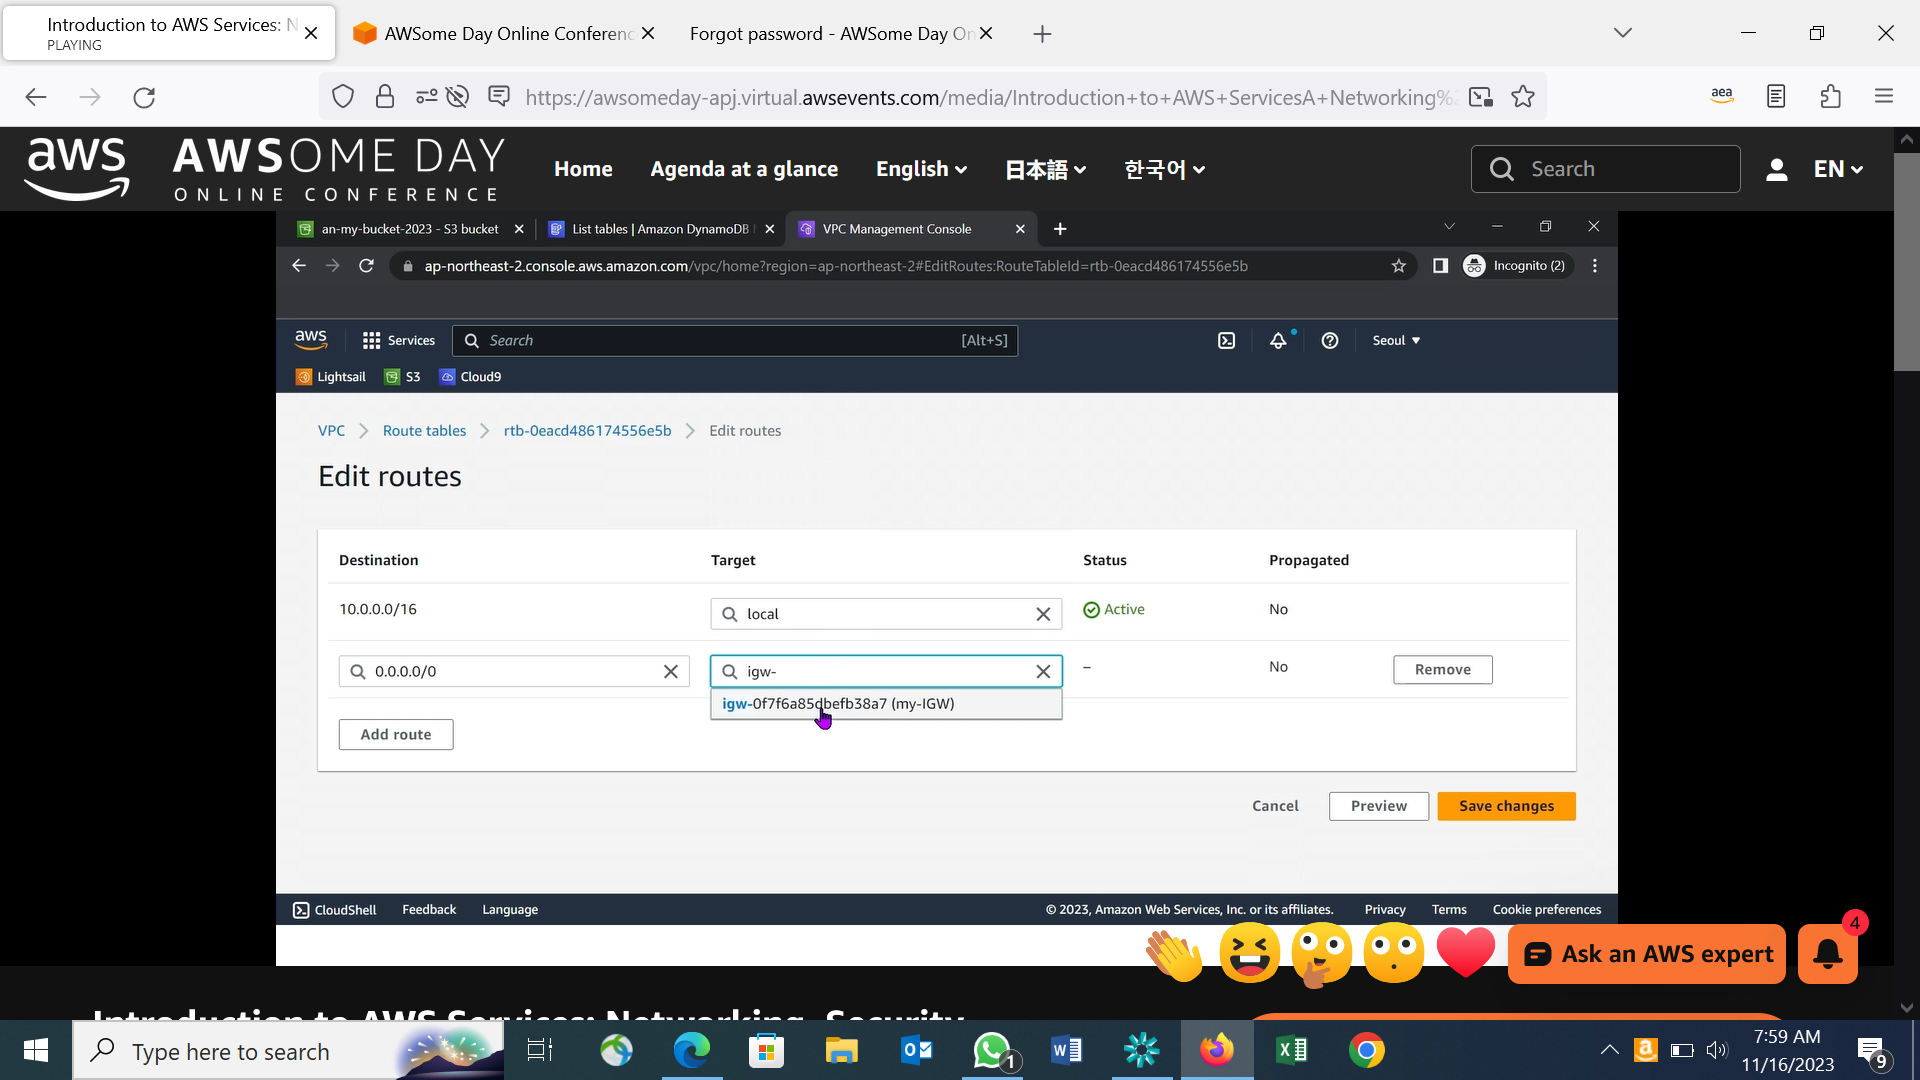 Introduction to AWS Services: N
PLAYING
AWSome Day Online Conferenc
Forgot password - AWSome Day On
https://awsomeday-apj.virtual.awsevents.com/media/Introduction+to+AWS+ServicesA+Networking%2
aea
aws
AWSOME DAY
ONLINE CONFERENCE
Home
Agenda at a glance
English
日本語
한국어
Search
EN
an-my-bucket-2023 - S3 bucket
List tables | Amazon DynamoDB
VPC Management Console
ap-northeast-2.console.aws.amazon.com/vpc/home?region=ap-northeast-2#EditRoutes:RouteTableId=rtb-0eacd486174556e5b
Incognito (2)
aws
Services
Search
[Alt+S]
Seoul
Lightsail
S3
Cloud9
VPC
Route tables
rtb-0eacd486174556e5b
Edit routes
Edit routes
Destination
Target
Status
Propagated
10.0.0.0/16
local
Active
No
0.0.0.0/0
igw-
–
No
Remove
igw-0f7f6a85dbefb38a7 (my-IGW)
Add route
Cancel
Preview
Save changes
CloudShell
Feedback
Language
© 2023, Amazon Web Services, Inc. or its affiliates.
Privacy
Terms
Cookie preferences
Ask an AWS expert
4
Introduction to AWS Services: Networking, Security
Type here to search
1
7:59 AM
11/16/2023
9